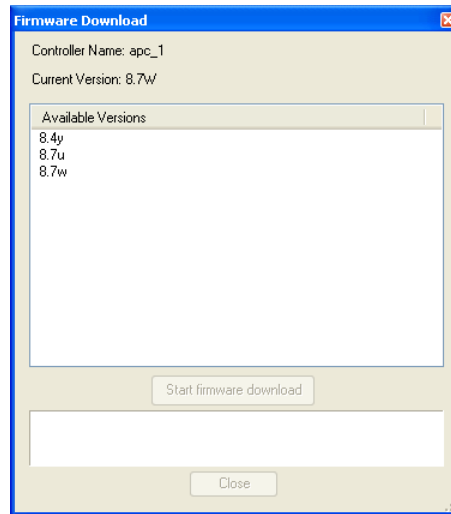 Firmware Download
Controller Name: apc_1
Current Version: 8.7W
Available Versions
8.4y
8.7u
8.7w
Start firmware download
Close